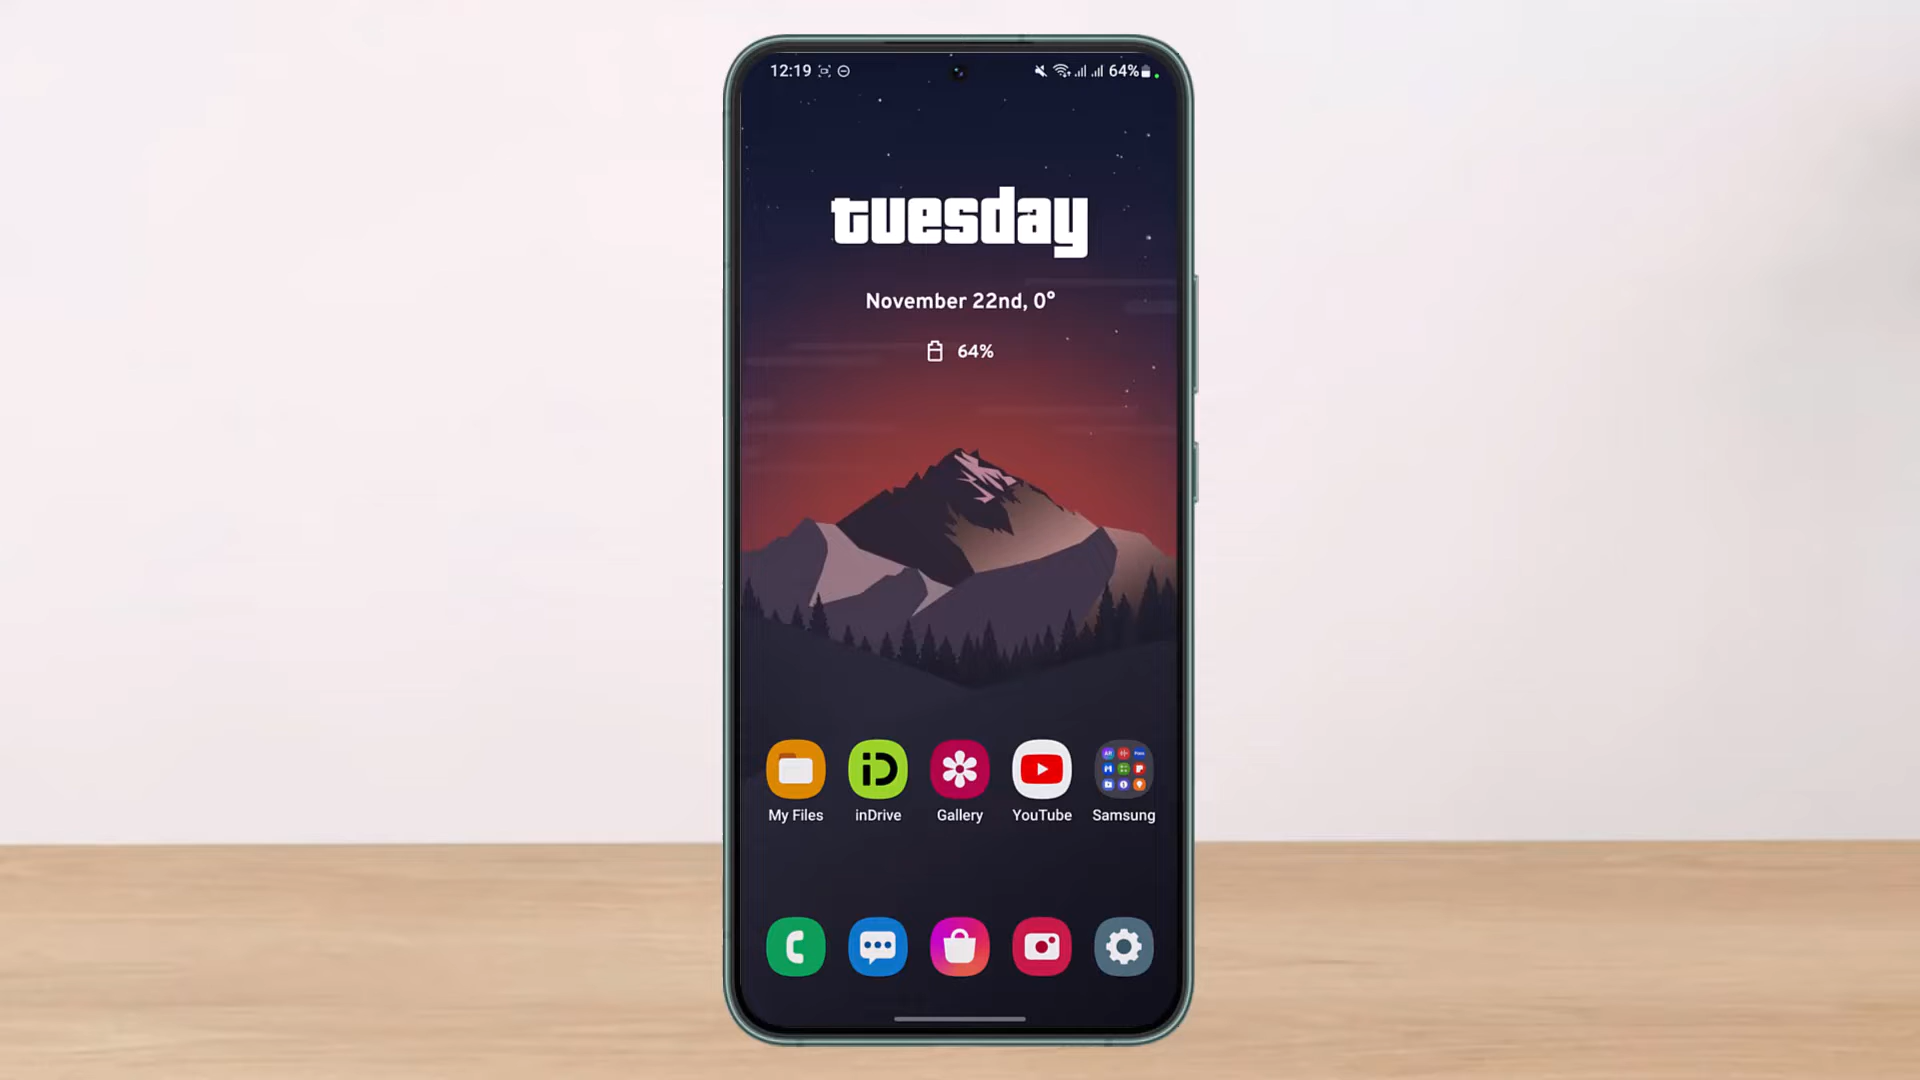 12:19 64%
tuesday
November 22nd, 0°
64%
My Files inDrive Gallery YouTube Samsung